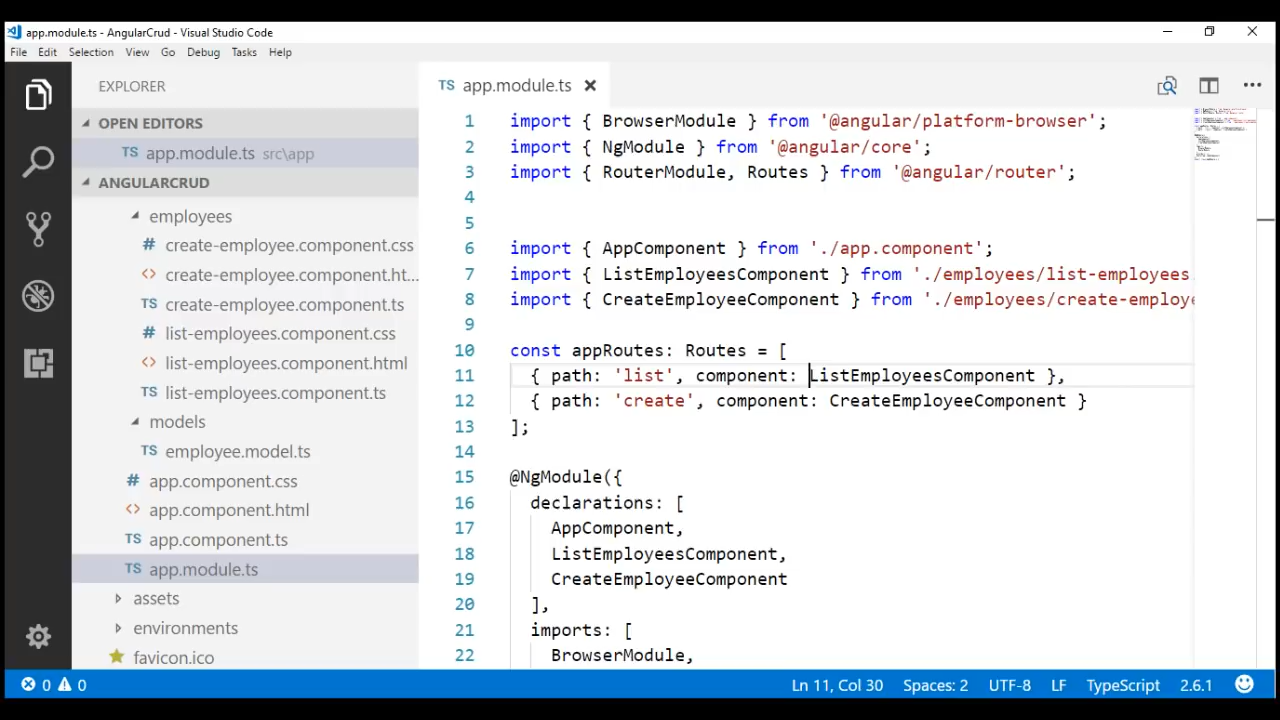 app.module.ts - AngularCrud - Visual Studio Code
File Edit Selection View Go Debug Tasks Help
EXPLORER
OPEN EDITORS
TS app.module.ts src\app
ANGULARCRUD
employees
# create-employee.component.css
<> create-employee.component.ht...
TS create-employee.component.ts
# list-employees.component.css
<> list-employees.component.html
TS list-employees.component.ts
models
TS employee.model.ts
# app.component.css
<> app.component.html
TS app.component.ts
TS app.module.ts
assets
environments
favicon.ico
TS app.module.ts
1 import { BrowserModule } from '@angular/platform-browser';
2 import { NgModule } from '@angular/core';
3 import { RouterModule, Routes } from '@angular/router';
4
5
6 import { AppComponent } from './app.component';
7 import { ListEmployeesComponent } from './employees/list-employees.
8 import { CreateEmployeeComponent } from './employees/create-employe
9
10 const appRoutes: Routes = [
11 { path: 'list', component: ListEmployeesComponent },
12 { path: 'create', component: CreateEmployeeComponent }
13 ];
14
15 @NgModule({
16 declarations: [
17 AppComponent,
18 ListEmployeesComponent,
19 CreateEmployeeComponent
20 ],
21 imports: [
22 BrowserModule,
0 0 Ln 11, Col 30 Spaces: 2 UTF-8 LF TypeScript 2.6.1